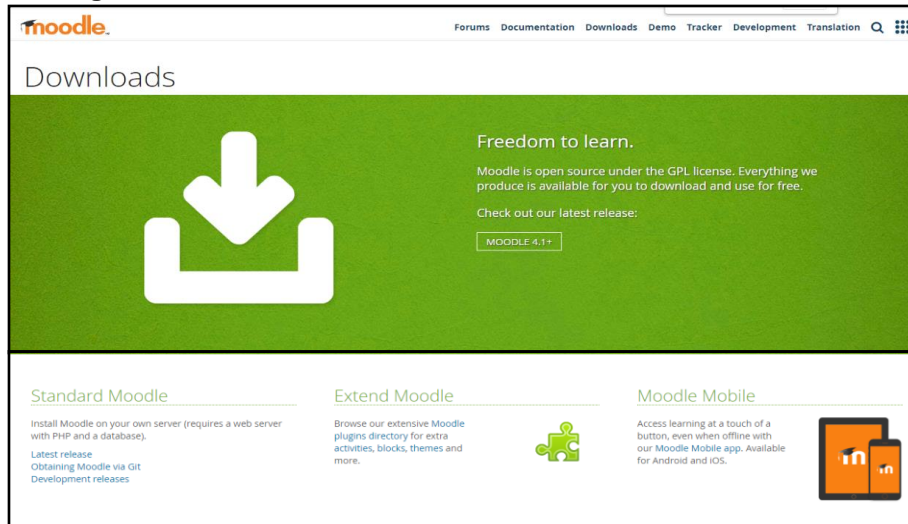 moodle
Forums Documentation Downloads Demo Tracker Development Translation
Downloads
Freedom to learn.
Moodle is open source under the GPL license. Everything we
produce is available for you to download and use for free.
Check out our latest release:
MOODLE 4.1+
Standard Moodle
Install Moodle on your own server (requires a web server
with PHP and a database).
Latest release
Obtaining Moodle via Git
Development releases
Extend Moodle
Browse our extensive Moodle
plugins directory for extra
activities, blocks, themes and
more.
Moodle Mobile
Access learning at a touch of a
button, even when offline with
our Moodle Mobile app. Available
for Android and iOS.
m
m